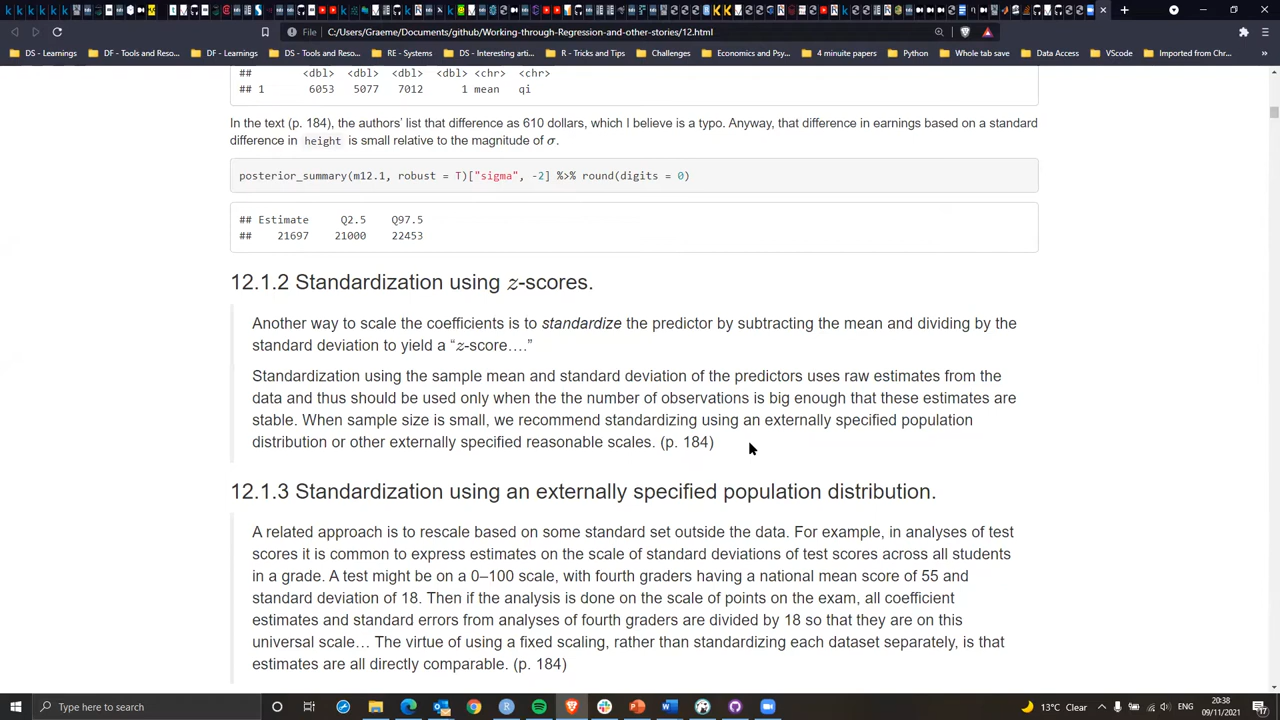 File
C:/Users/Graeme/Documents/github/Working-through-Regression-and-other-stories/12.html
DS - Learnings
DF - Tools and Reso...
DF - Learnings
DS - Tools and Reso...
RE - Systems
DS - Interesting arti...
R - Tricks and Tips
Challenges
Economics and Psy...
4 minuite papers
Python
Whole tab save
Data Access
VScode
Imported from Chr...
## <dbl> <dbl> <dbl> <dbl> <chr> <chr>
## 1 6053 5077 7012 1 mean qi
In the text (p. 184), the authors' list that difference as 610 dollars, which I believe is a typo. Anyway, that difference in earnings based on a standard
difference in height is small relative to the magnitude of σ.
posterior_summary(m12.1, robust = T)["sigma", -2] %>% round(digits = 0)
## Estimate Q2.5 Q97.5
## 21697 21000 22453
12.1.2 Standardization using z-scores.
Another way to scale the coefficients is to standardize the predictor by subtracting the mean and dividing by the
standard deviation to yield a “z-score….”
Standardization using the sample mean and standard deviation of the predictors uses raw estimates from the
data and thus should be used only when the the number of observations is big enough that these estimates are
stable. When sample size is small, we recommend standardizing using an externally specified population
distribution or other externally specified reasonable scales. (p. 184)
12.1.3 Standardization using an externally specified population distribution.
A related approach is to rescale based on some standard set outside the data. For example, in analyses of test
scores it is common to express estimates on the scale of standard deviations of test scores across all students
in a grade. A test might be on a 0–100 scale, with fourth graders having a national mean score of 55 and
standard deviation of 18. Then if the analysis is done on the scale of points on the exam, all coefficient
estimates and standard errors from analyses of fourth graders are divided by 18 so that they are on this
universal scale… The virtue of using a fixed scaling, rather than standardizing each dataset separately, is that
estimates are all directly comparable. (p. 184)
Type here to search
13°C Clear
ENG
20:38
09/11/2021